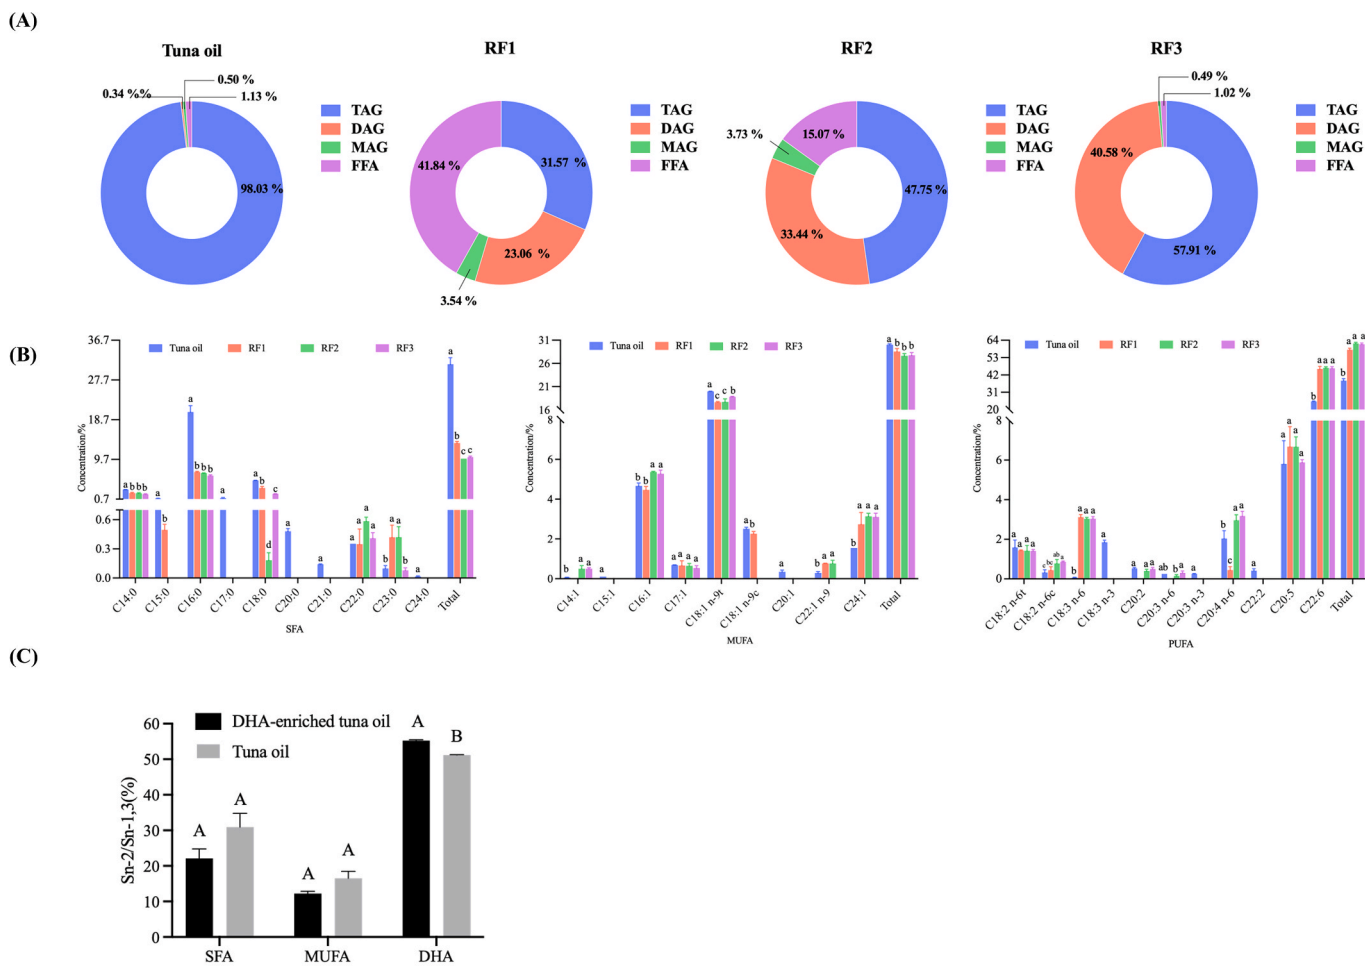 (A)
Tuna oil
0.34 %%
0.50 %
1.13 %
98.03 %
TAG
DAG
MAG
FFA
RF1
41.84 %
31.57 %
23.06 %
3.54 %
TAG
DAG
MAG
FFA
RF2
3.73 %
15.07 %
47.75 %
33.44 %
TAG
DAG
MAG
FFA
RF3
0.49 %
1.02 %
40.58 %
57.91 %
TAG
DAG
MAG
FFA
(B)
Tuna oil RF1 RF2 RF3
Concentration/%
36.7
27.7
18.7
9.7
0.7
0.6
0.3
0.0
a b b b
a b
a b b b
a
a b d c
a
a
a a a a
b a a b
a
a b c c
C14:0 C15:0 C16:0 C17:0 C18:0 C20:0 C21:0 C22:0 C23:0 C24:0 Total
SFA
Tuna oil RF1 RF2 RF3
Concentration/%
31
26
21
16
8
6
4
2
0
b a a
a
b b a a
a a a a
a c c b
a b
a
b a a
b a a a
a b b b
C14:1 C15:1 C16:1 C17:1 C18:1 n-9t C18:1 n-9c C20:1 C22:1 n-9 C24:1 Total
MUFA
Tuna oil RF1 RF2 RF3
Concentration/%
64
53
42
31
20
8
6
4
2
0
a a a a
c bc ab a
b a a a
a
a a a
ab b a
a
b c a a
a
a a a a
b a a a
b a a a
C18:2 n-6t C18:2 n-6c C18:3 n-6 C18:3 n-3 C20:2 C20:3 n-6 C20:3 n-3 C20:4 n-6 C22:2 C20:5 C22:6 Total
PUFA
(C)
DHA-enriched tuna oil
Tuna oil
Sn-2/Sn-1,3(%)
60
50
40
30
20
10
0
A A
A A
A B
SFA MUFA DHA